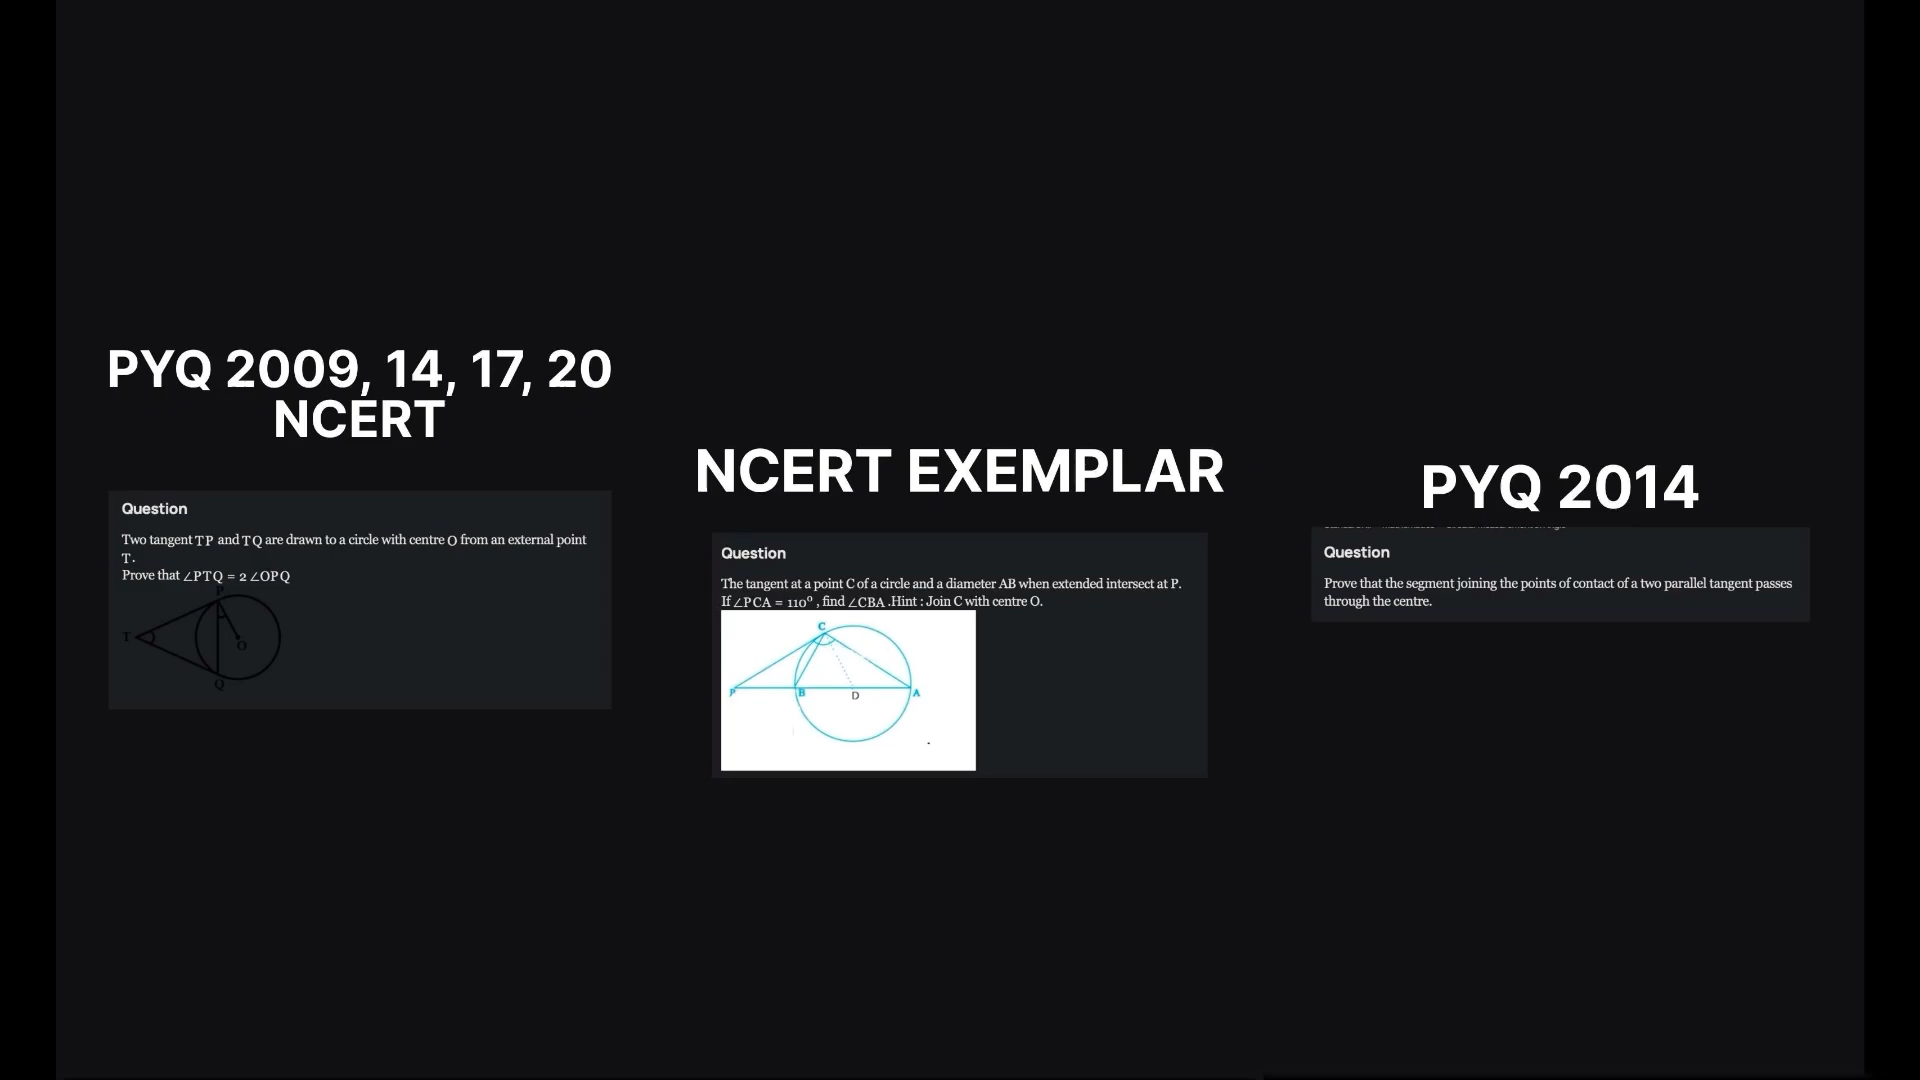 PYQ 2009, 14, 17, 20
NCERT
Question
Two tangent TP and TQ are drawn to a circle with centre O from an external point
T.
Prove that ∠PTQ = 2 ∠OPQ
P
T
O
Q
NCERT EXEMPLAR
Question
The tangent at a point C of a circle and a diameter AB when extended intersect at P.
If ∠PCA = 110⁰ , find ∠CBA .Hint : Join C with centre O.
C
P
B
D
A
PYQ 2014
Question
Prove that the segment joining the points of contact of a two parallel tangent passes
through the centre.